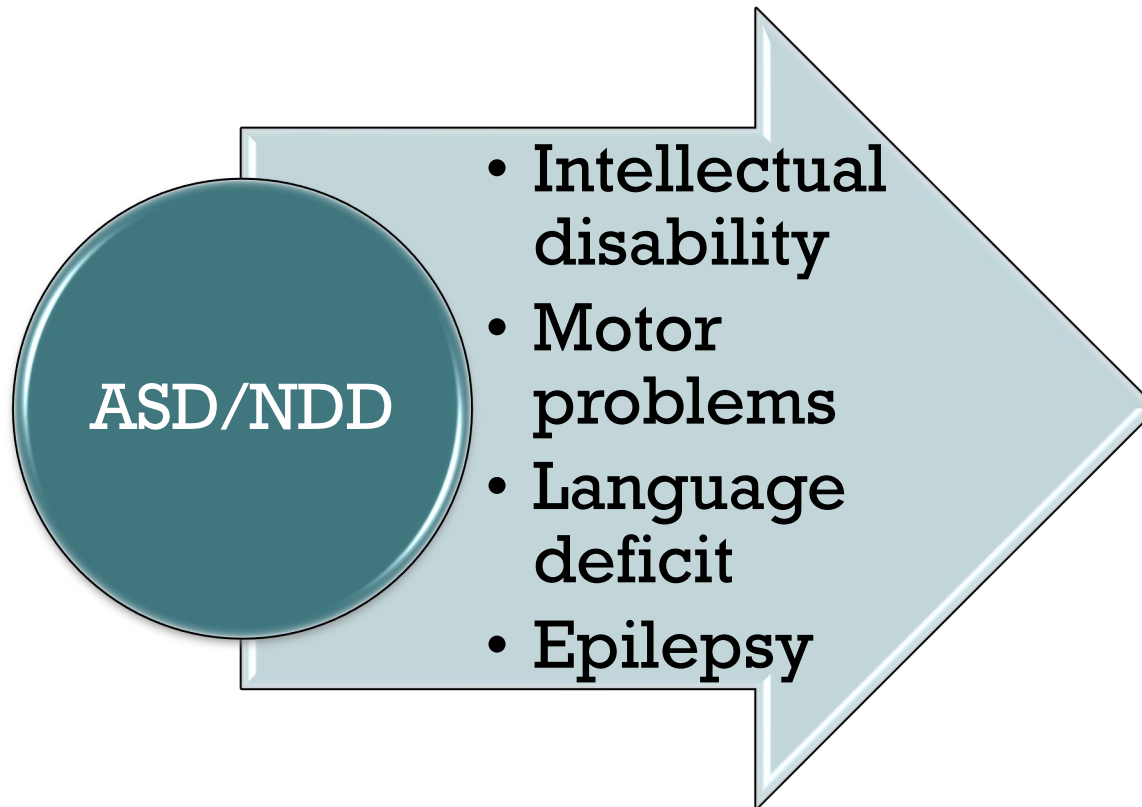 ASD/NDD
• Intellectual
disability
• Motor
problems
• Language
deficit
• Epilepsy